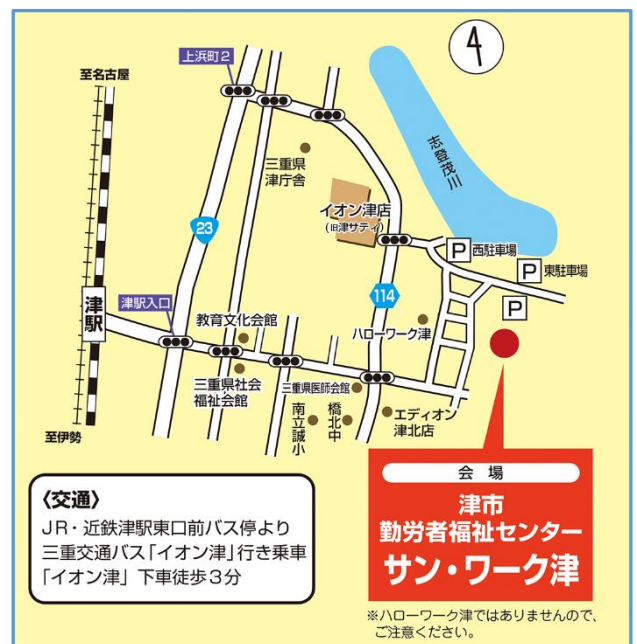 上浜町2
至名古屋
志登茂川
三重県
津庁舎
イオン津店
(旧津サティ)
23
P
西駐車場
P
東駐車場
114
P
津駅
津駅入口
教育文化会館
ハローワーク津
三重県社会
福祉会館
三重県医師会館
南立誠小
橋北中
エディオン
津北店
至伊勢
会 場
津市
勤労者福祉センター
サン・ワーク津
〈交通〉
JR・近鉄津駅東口前バス停より
三重交通バス「イオン津」行き乗車
「イオン津」下車徒歩3分
※ハローワーク津ではありませんので、
ご注意ください。